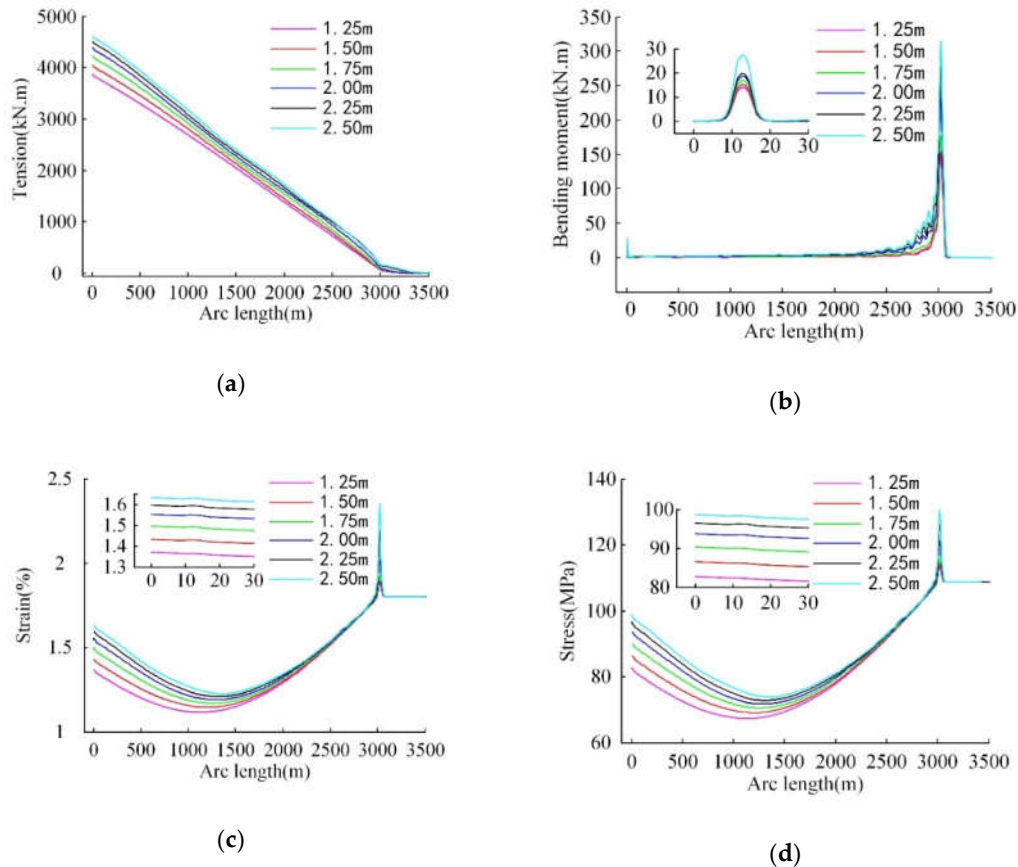 5000
4000
3000
2000
1000
0
Tension(kN.m)
1.25m
1.50m
1.75m
2.00m
2.25m
2.50m
0 500 1000 1500 2000 2500 3000 3500
Arc length(m)
(a)
350
300
250
200
150
100
50
0
Bending moment(kN.m)
30
20
10
0
0 10 20 30
1.25m
1.50m
1.75m
2.00m
2.25m
2.50m
0 500 1000 1500 2000 2500 3000 3500
Arc length(m)
(b)
2.5
2
1.5
1
Strain(%)
1.6
1.5
1.4
1.3
0 10 20 30
1.25m
1.50m
1.75m
2.00m
2.25m
2.50m
0 500 1000 1500 2000 2500 3000 3500
Arc length(m)
(c)
140
120
100
80
60
Stress(MPa)
100
90
80
0 10 20 30
1.25m
1.50m
1.75m
2.00m
2.25m
2.50m
0 500 1000 1500 2000 2500 3000 3500
Arc length(m)
(d)